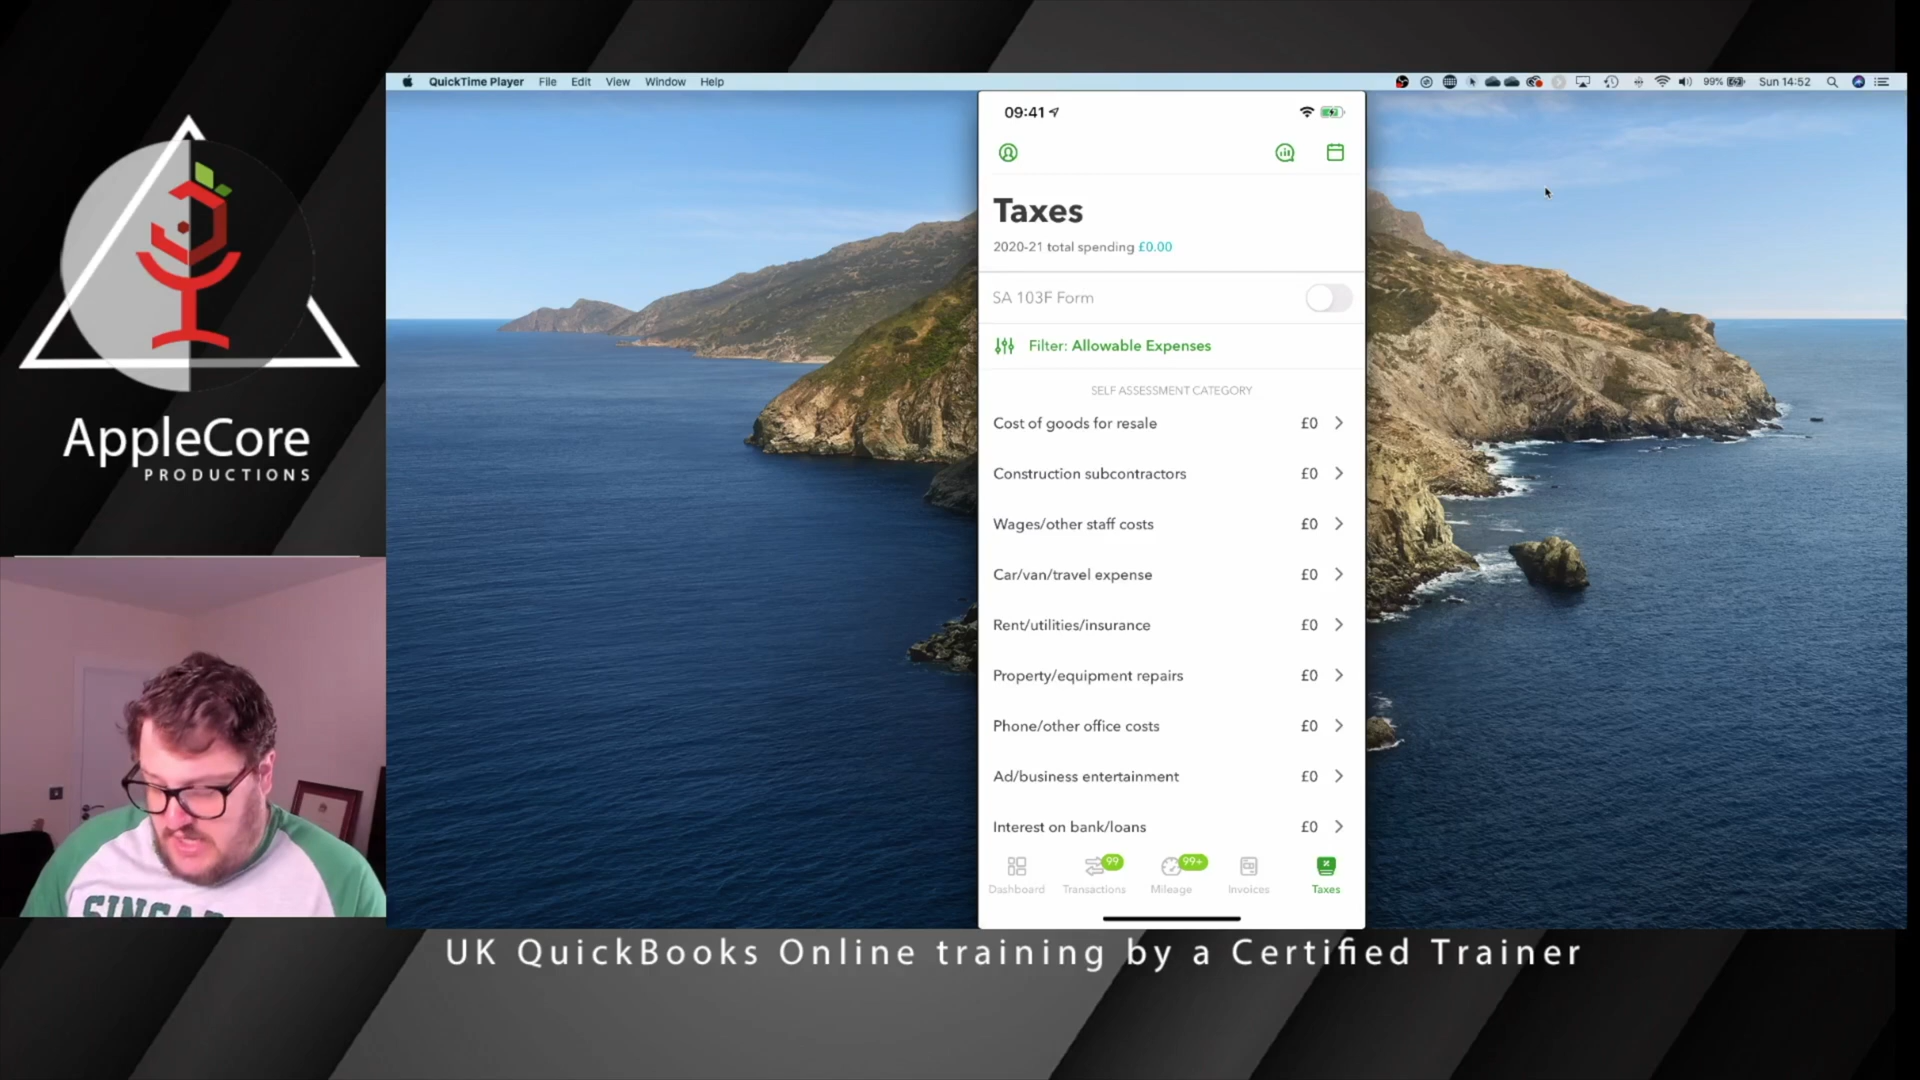 QuickTime Player File Edit View Window Help
99% Sun 14:52
09:41
Taxes
2020-21 total spending £0.00
SA 103F Form
Filter: Allowable Expenses
SELF ASSESSMENT CATEGORY
Cost of goods for resale £0
Construction subcontractors £0
Wages/other staff costs £0
Car/van/travel expense £0
Rent/utilities/insurance £0
Property/equipment repairs £0
Phone/other office costs £0
Ad/business entertainment £0
Interest on bank/loans £0
99 99+
Dashboard Transactions Mileage Invoices Taxes
AppleCore
PRODUCTIONS
UK QuickBooks Online training by a Certified Trainer